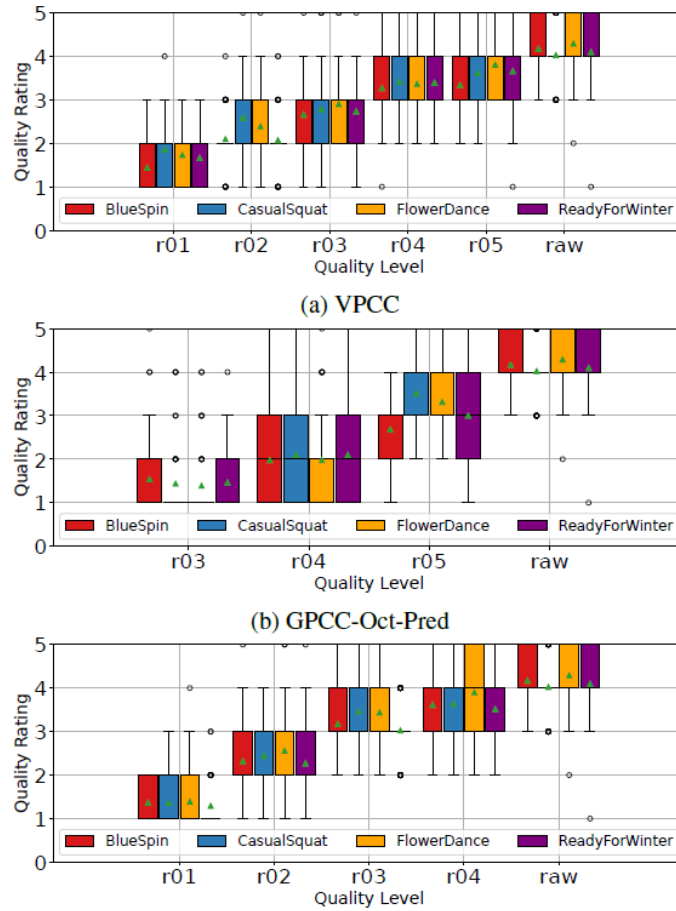 5
4
3
2
1
0
Quality Rating
BlueSpin CasualSquat FlowerDance ReadyForWinter
r01 r02 r03 r04 r05 raw
Quality Level
(a) VPCC
5
4
3
2
1
0
Quality Rating
BlueSpin CasualSquat FlowerDance ReadyForWinter
r03 r04 r05 raw
Quality Level
(b) GPCC-Oct-Pred
5
4
3
2
1
0
Quality Rating
BlueSpin CasualSquat FlowerDance ReadyForWinter
r01 r02 r03 r04 raw
Quality Level